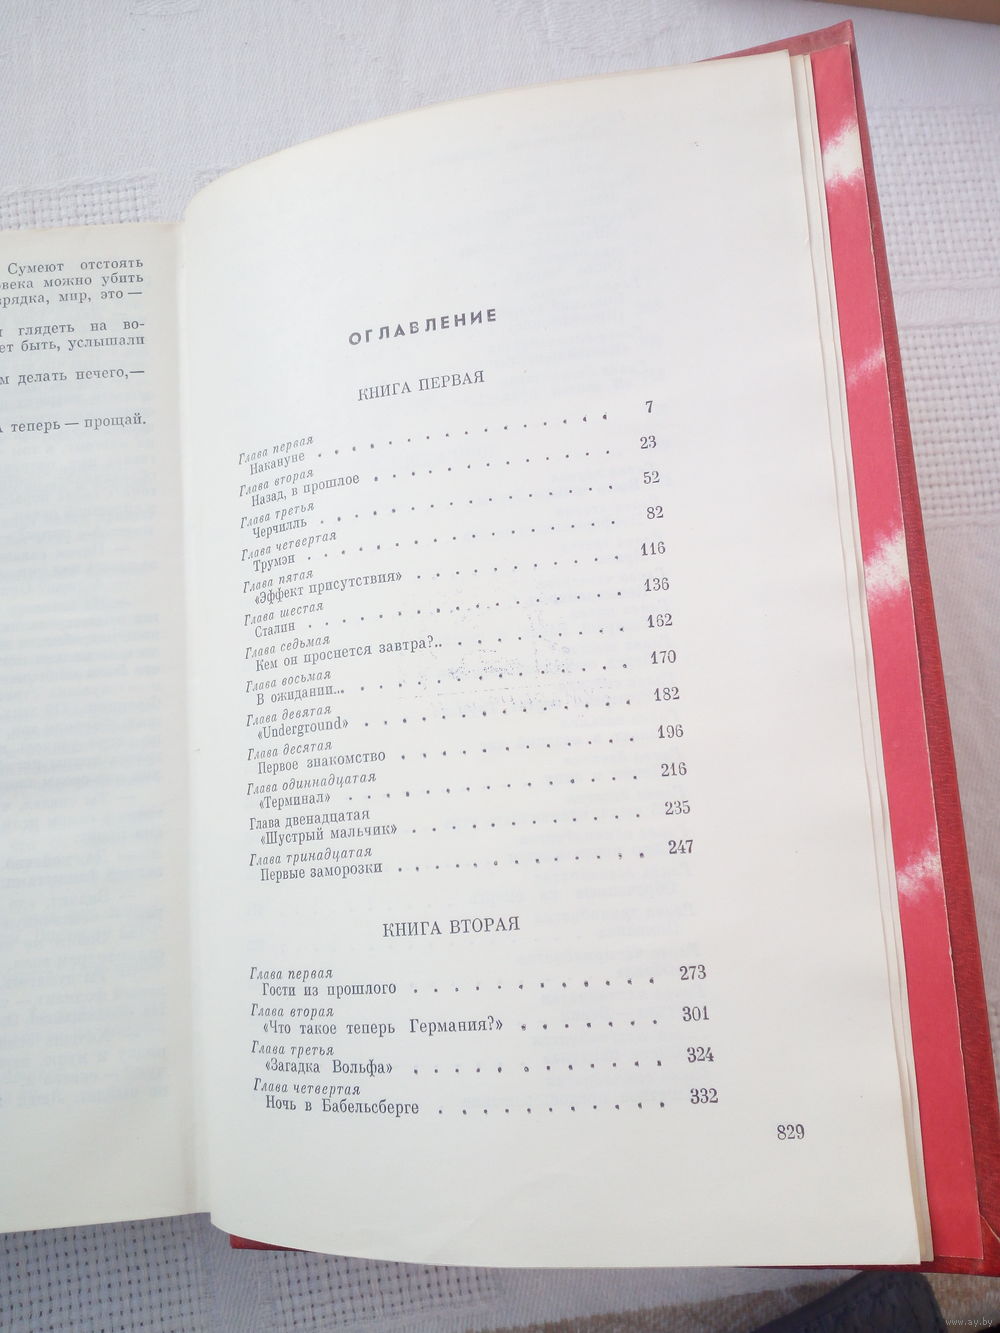 Сумеют отстоять
века можно убить
рядка, мир, это —
глядеть на во-
ет быть, услышали
м делать нечего,—
А теперь — прощай.
ОГЛАВЛЕНИЕ
КНИГА ПЕРВАЯ
Глава первая
Накануне . . . . . . . . . . . . . 7
Глава вторая
Назад, в прошлое . . . . . . . . . . . 23
Глава третья
Черчилль . . . . . . . . . . . . . 52
Глава четвертая
Трумэн . . . . . . . . . . . . . . 82
Глава пятая
«Эффект присутствия» . . . . . . . . . 116
Глава шестая
Сталин . . . . . . . . . . . . . . 136
Глава седьмая
Кем он проснется завтра?.. . . . . . . . 162
Глава восьмая
В ожидании... . . . . . . . . . . . . 170
Глава девятая
«Underground» . . . . . . . . . . . . 182
Глава десятая
Первое знакомство . . . . . . . . . . 196
Глава одиннадцатая
«Терминал» . . . . . . . . . . . . . 216
Глава двенадцатая
«Шустрый мальчик» . . . . . . . . . . 235
Глава тринадцатая
Первые заморозки . . . . . . . . . . . 247
КНИГА ВТОРАЯ
Глава первая
Гости из прошлого . . . . . . . . . . 273
Глава вторая
«Что такое теперь Германия?» . . . . . . . 301
Глава третья
«Загадка Вольфа» . . . . . . . . . . . 324
Глава четвертая
Ночь в Бабельсберге . . . . . . . . . . 332
829
www.ay.by